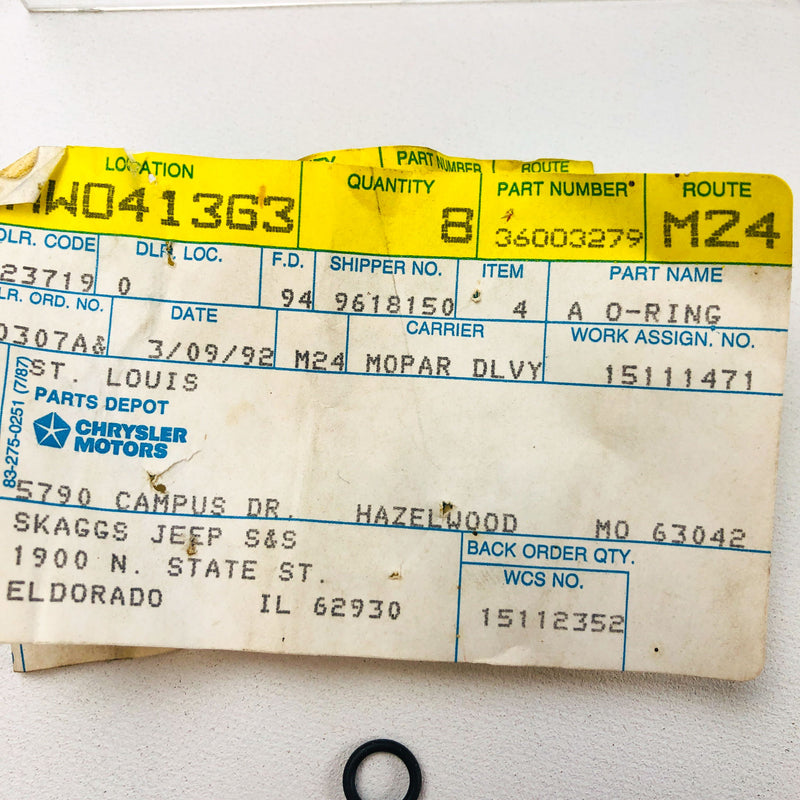 PART NUMBER ROUTE
LOCATION QUANTITY PART NUMBER ROUTE
W0413G3 8 36003279 M24
DLR. CODE DLR. LOC. F.D. SHIPPER NO. ITEM PART NAME
23719 0 94 9618150 4 A O-RING
LR. ORD. NO. DATE CARRIER WORK ASSIGN. NO.
0307A& 3/09/92 M24 MOPAR DLVY 15111471
83-275-0251 (7/87)
ST. LOUIS
PARTS DEPOT
CHRYSLER
MOTORS
5790 CAMPUS DR. HAZELWOOD MO 63042
SKAGGS JEEP S&S
1900 N. STATE ST.
ELDORADO IL 62930
BACK ORDER QTY.
WCS NO.
15112352